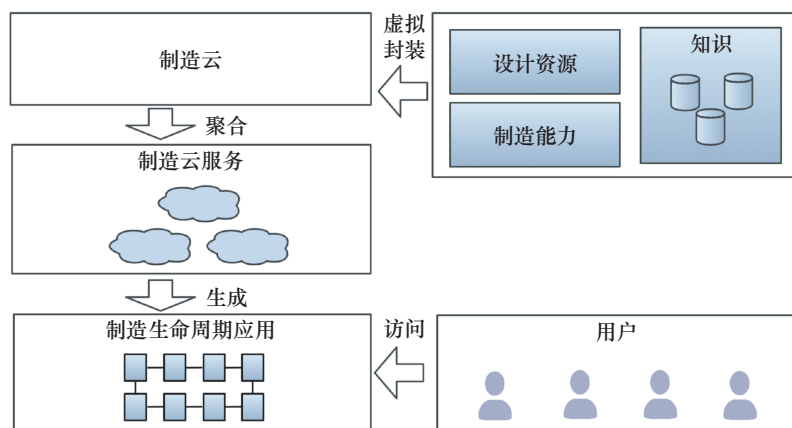 制造云
虚拟
封装
设计资源
制造能力
知识
聚合
制造云服务
生成
制造生命周期应用
访问
用户